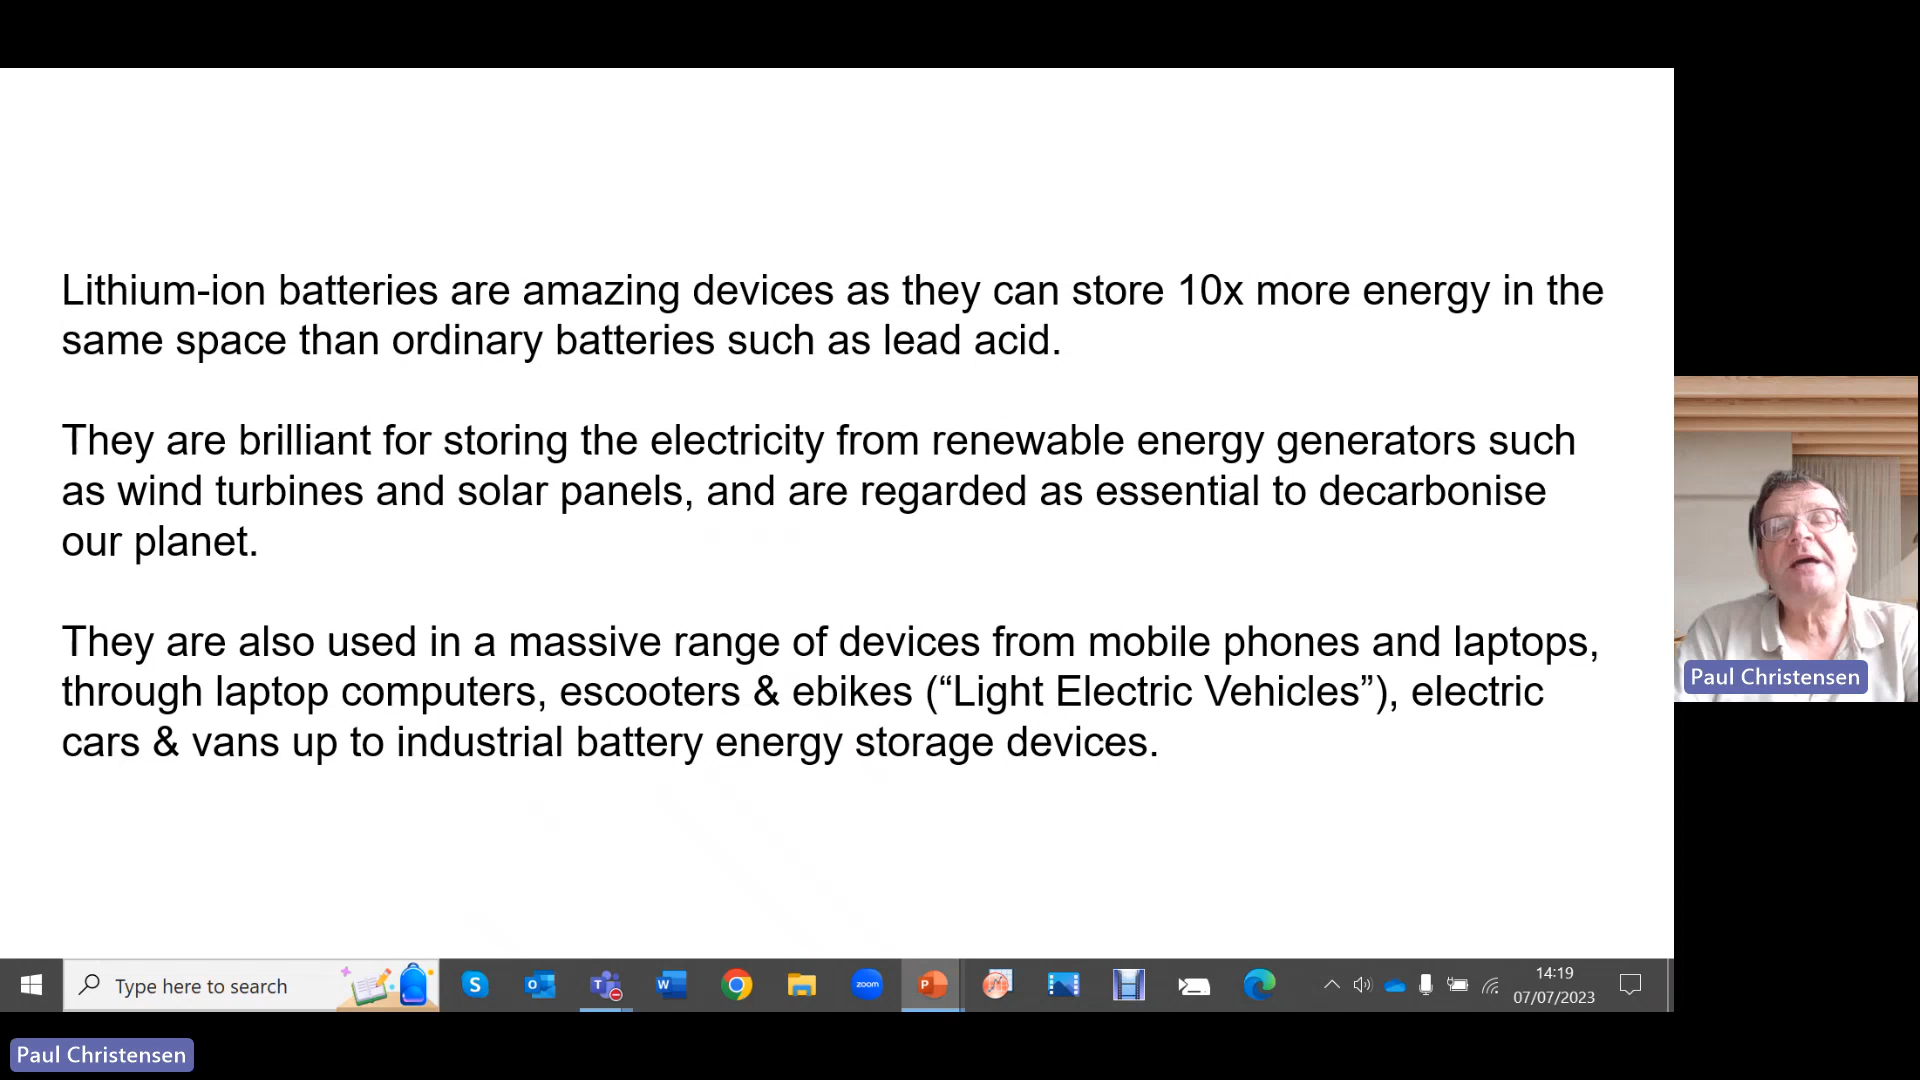 Lithium-ion batteries are amazing devices as they can store 10x more energy in the
same space than ordinary batteries such as lead acid.
They are brilliant for storing the electricity from renewable energy generators such
as wind turbines and solar panels, and are regarded as essential to decarbonise
our planet.
They are also used in a massive range of devices from mobile phones and laptops,
through laptop computers, escooters & ebikes (“Light Electric Vehicles”), electric
cars & vans up to industrial battery energy storage devices.
Paul Christensen
Type here to search
S
O
T
W
zoom
P
14:19
07/07/2023
Paul Christensen